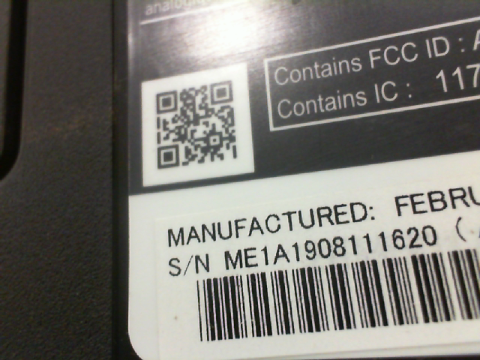 Contains FCC ID : A
Contains IC : 117
MANUFACTURED: FEBRU
S/N ME1A1908111620 (